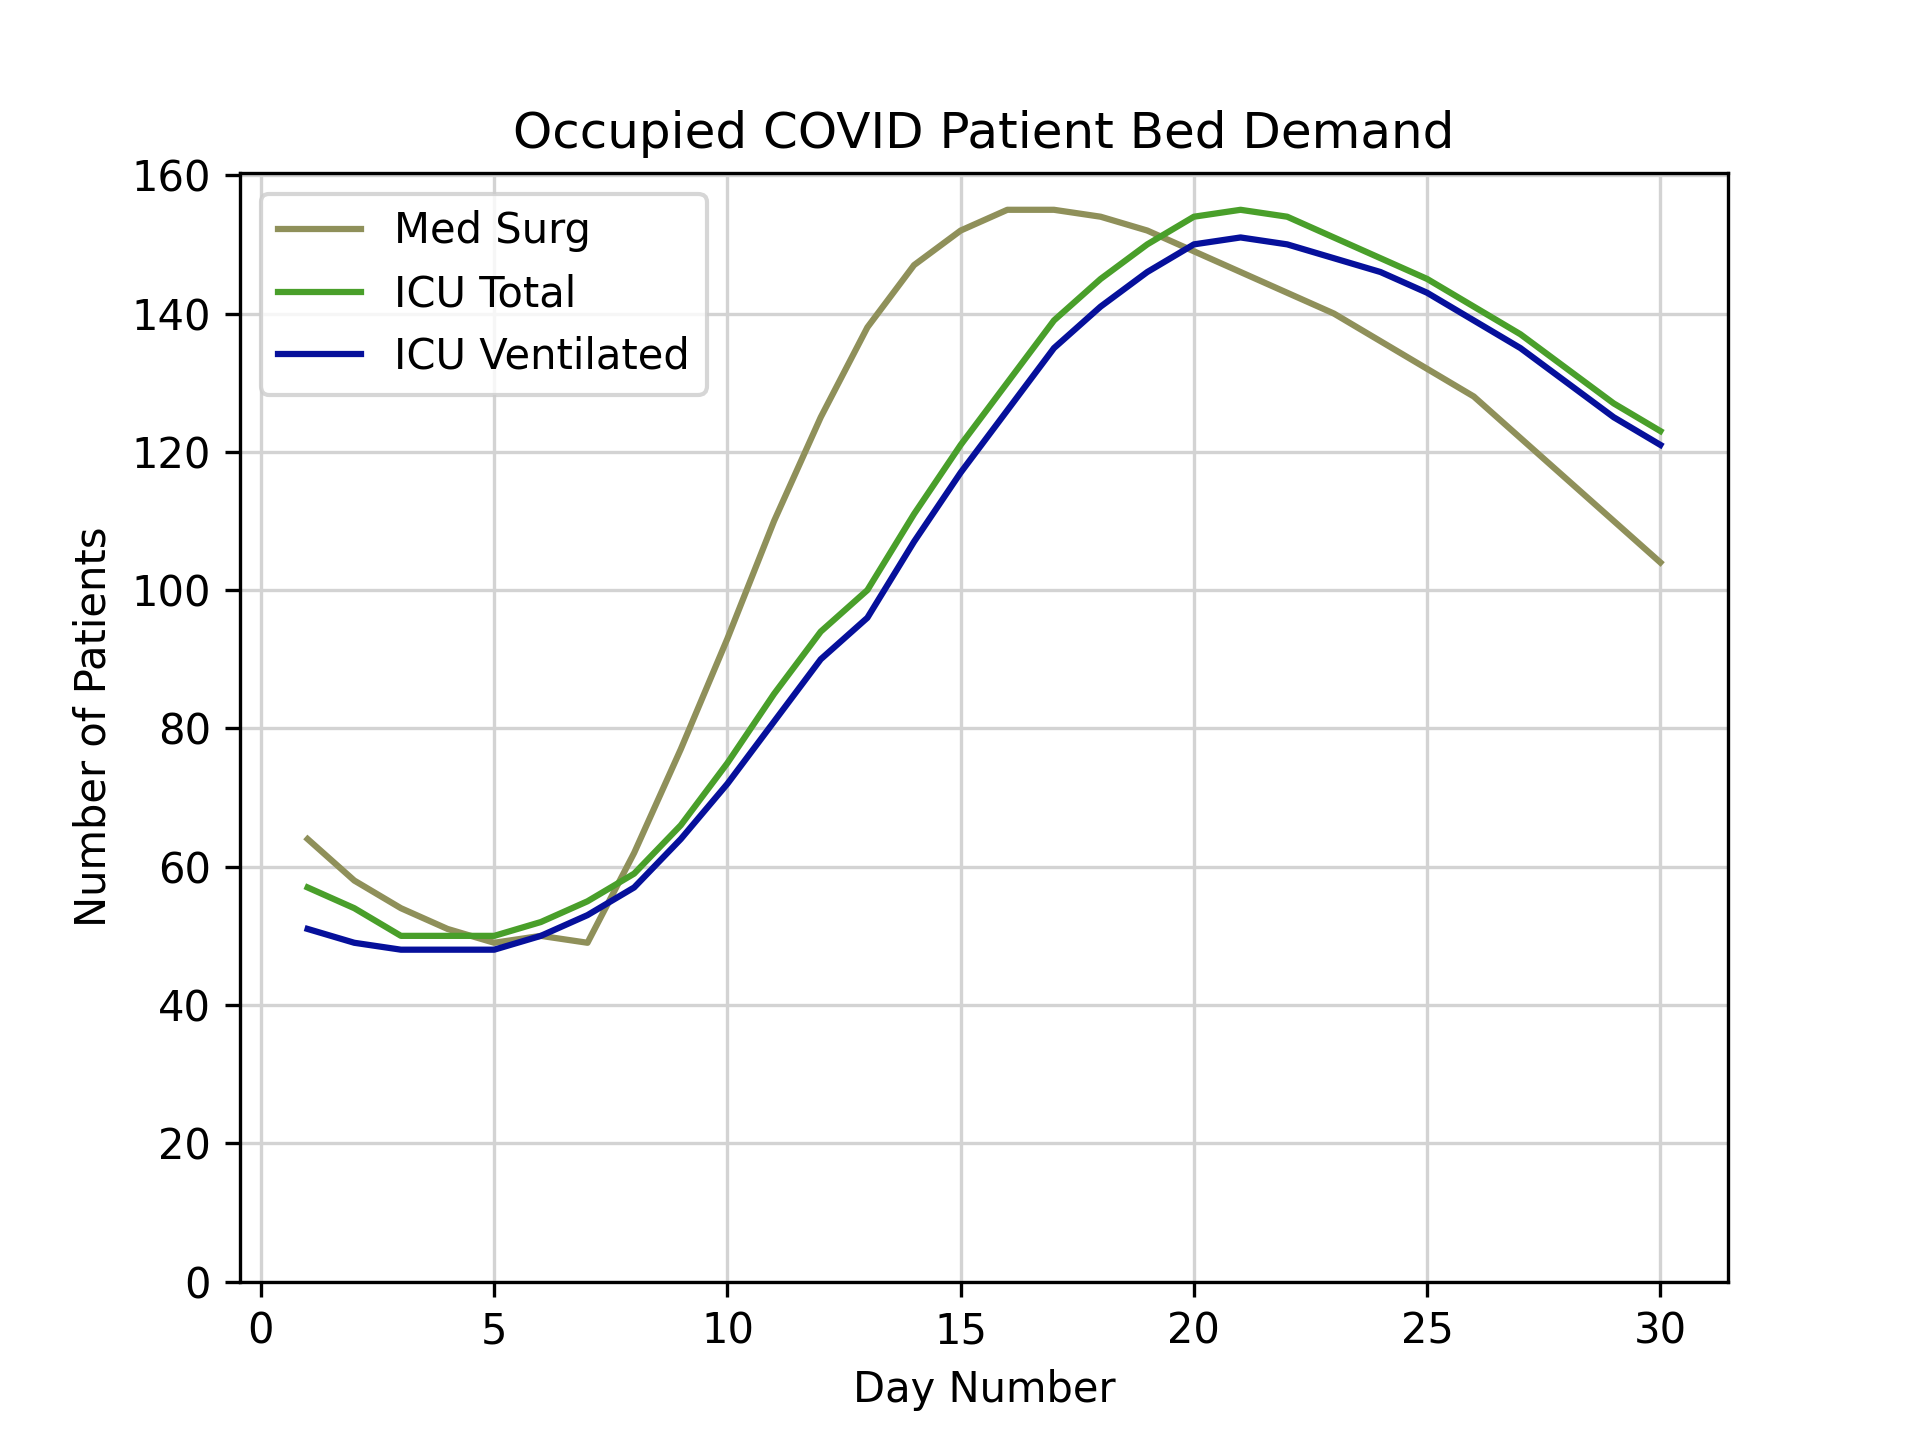 Occupied COVID Patient Bed Demand
160
140
120
100
80
60
40
20
0
Number of Patients
Med Surg
ICU Total
ICU Ventilated
0 5 10 15 20 25 30
Day Number